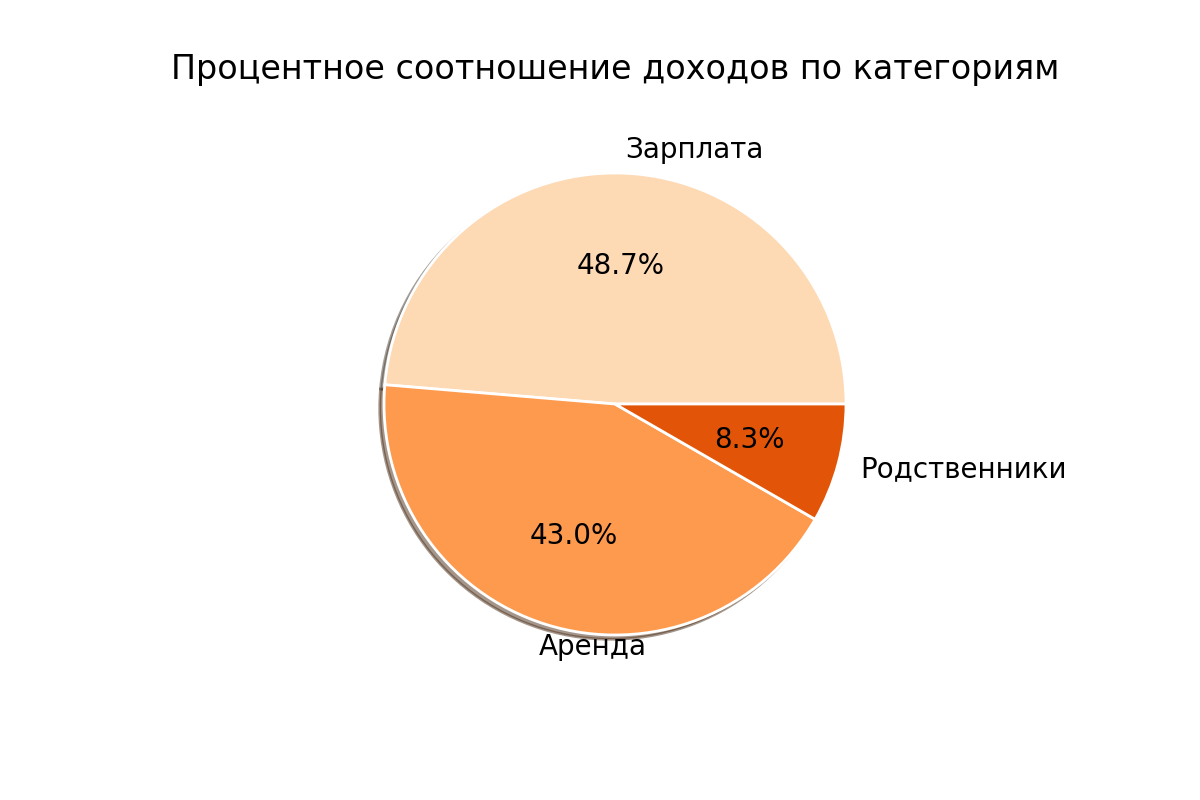 Процентное соотношение доходов по категориям
Зарплата
48.7%
8.3%
Родственники
43.0%
Аренда